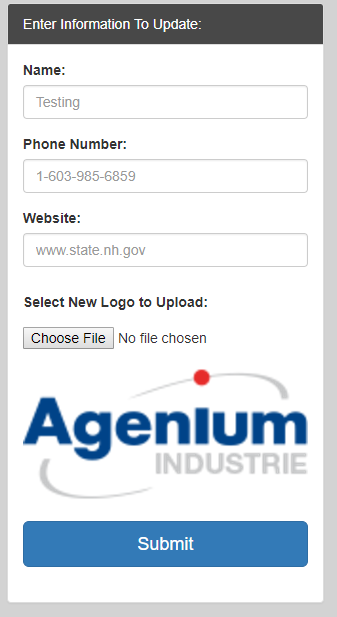 Enter Information To Update:
Name:
Testing
Phone Number:
1-603-985-6859
Website:
www.state.nh.gov
Select New Logo to Upload:
Choose File No file chosen
Agenium
INDUSTRIE
Submit